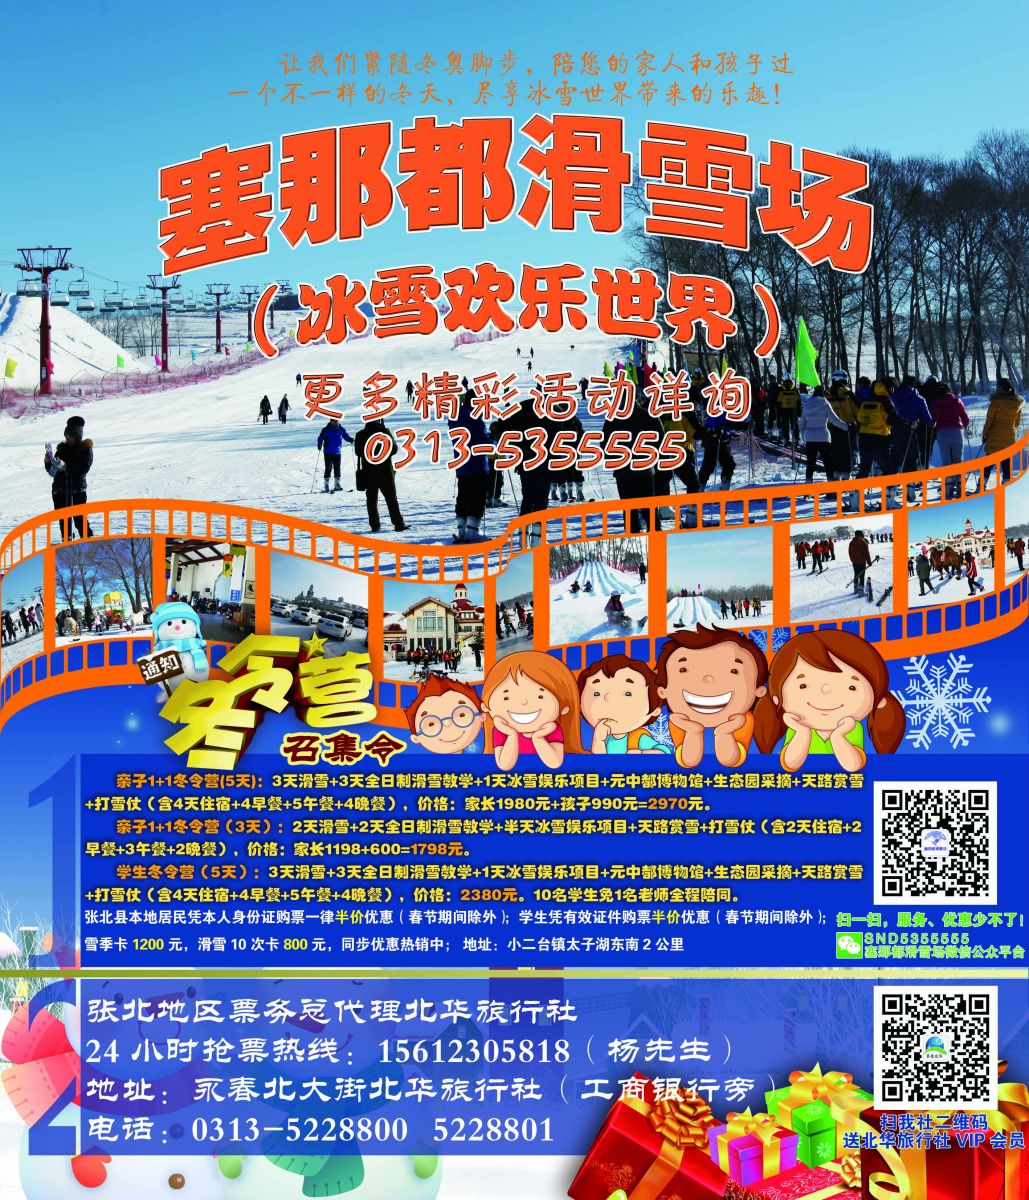 让我们紧随冬奥脚步，陪您的家人和孩子过
一个不一样的冬天，尽享冰雪世界带来的乐趣！
塞那都滑雪场
（冰雪欢乐世界）
更多精彩活动详询
0313-5355555
通知
冬令营
召集令
1
亲子1+1冬令营(5天)：3天滑雪+3天全日制滑雪教学+1天冰雪娱乐项目+元中都博物馆+生态园采摘+天路赏雪
+打雪仗（含4天住宿+4早餐+5午餐+4晚餐），价格：家长1980元+孩子990元=2970元。
亲子1+1冬令营（3天）：2天滑雪+2天全日制滑雪教学+半天冰雪娱乐项目+天路赏雪+打雪仗（含2天住宿+2
早餐+3午餐+2晚餐），价格：家长1198+600=1798元。
学生冬令营（5天）：3天滑雪+3天全日制滑雪教学+1天冰雪娱乐项目+元中都博物馆+生态园采摘+天路赏雪
+打雪仗（含4天住宿+4早餐+5午餐+4晚餐），价格：2380元。10名学生免1名老师全程陪同。
张北县本地居民凭本人身份证购票一律半价优惠（春节期间除外）；学生凭有效证件购票半价优惠（春节期间除外）；
雪季卡 1200 元，滑雪 10 次卡 800 元，同步优惠热销中； 地址：小二台镇太子湖东南 2 公里
扫一扫，服务、优惠少不了！
SND5355555
塞那都滑雪场微信公众平台
2
张北地区票务总代理北华旅行社
24 小时抢票热线：15612305818（杨先生）
地址：永春北大街北华旅行社（工商银行旁）
电话：0313-5228800 5228801
扫我社二维码
送北华旅行社 VIP 会员